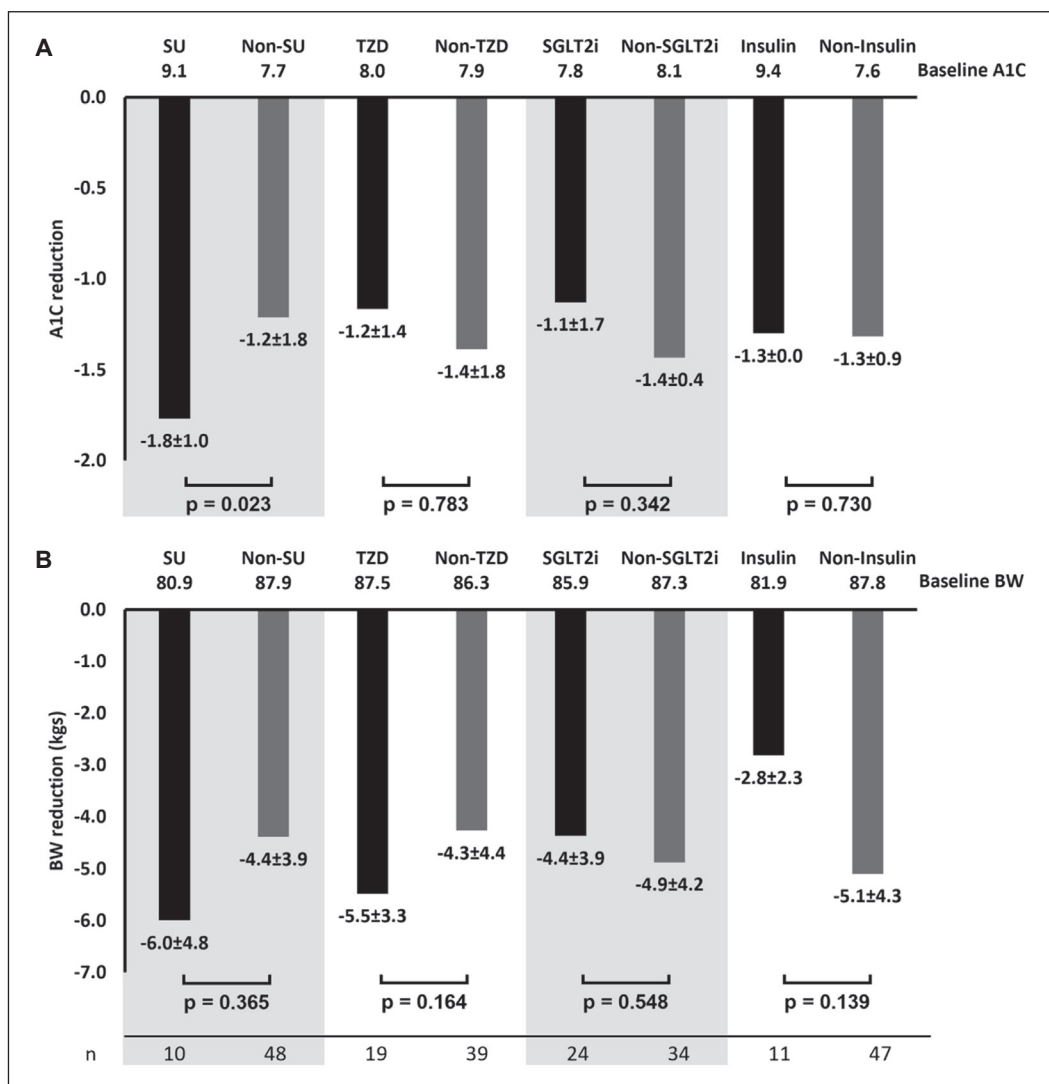 A
SU Non-SU TZD Non-TZD SGLT2i Non-SGLT2i Insulin Non-Insulin
9.1 7.7 8.0 7.9 7.8 8.1 9.4 7.6 Baseline A1C
0.0
-0.5
-1.0
-1.5
-2.0
A1C reduction
-1.8±1.0
-1.2±1.8
-1.2±1.4
-1.4±1.8
-1.1±1.7
-1.4±0.4
-1.3±0.0
-1.3±0.9
p = 0.023 p = 0.783 p = 0.342 p = 0.730
B
SU Non-SU TZD Non-TZD SGLT2i Non-SGLT2i Insulin Non-Insulin
80.9 87.9 87.5 86.3 85.9 87.3 81.9 87.8 Baseline BW
0.0
-1.0
-2.0
-3.0
-4.0
-5.0
-6.0
-7.0
BW reduction (kgs)
-6.0±4.8
-4.4±3.9
-5.5±3.3
-4.3±4.4
-4.4±3.9
-4.9±4.2
-2.8±2.3
-5.1±4.3
p = 0.365 p = 0.164 p = 0.548 p = 0.139
n 10 48 19 39 24 34 11 47